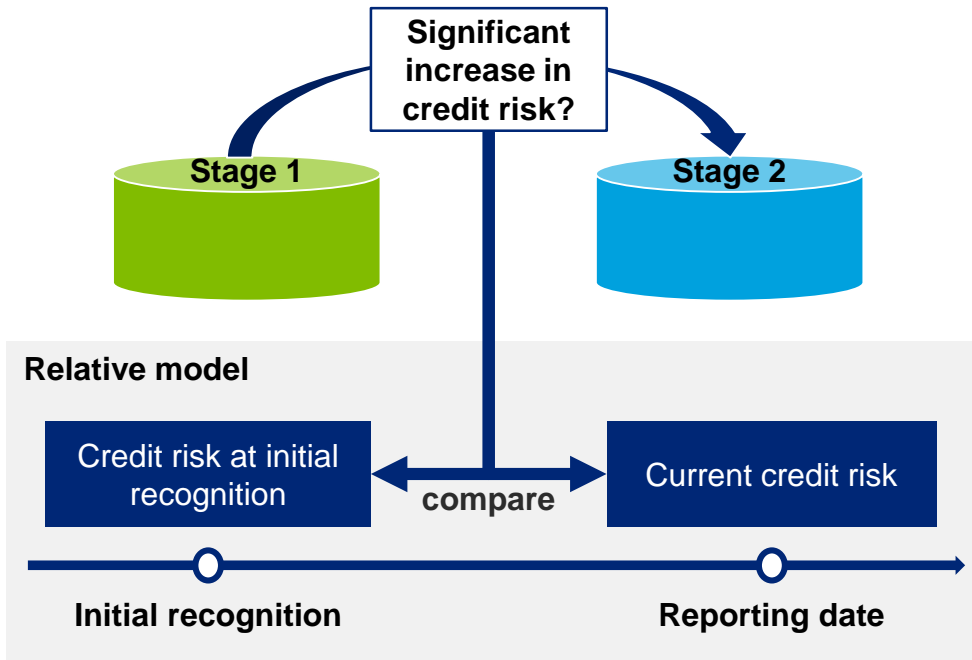 Significant
increase in
credit risk?
Stage 1
Stage 2
Relative model
Credit risk at initial
recognition
compare
Current credit risk
Initial recognition
Reporting date